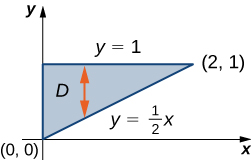 y
y = 1
(2, 1)
D
y = 1/2 x
(0, 0)
x